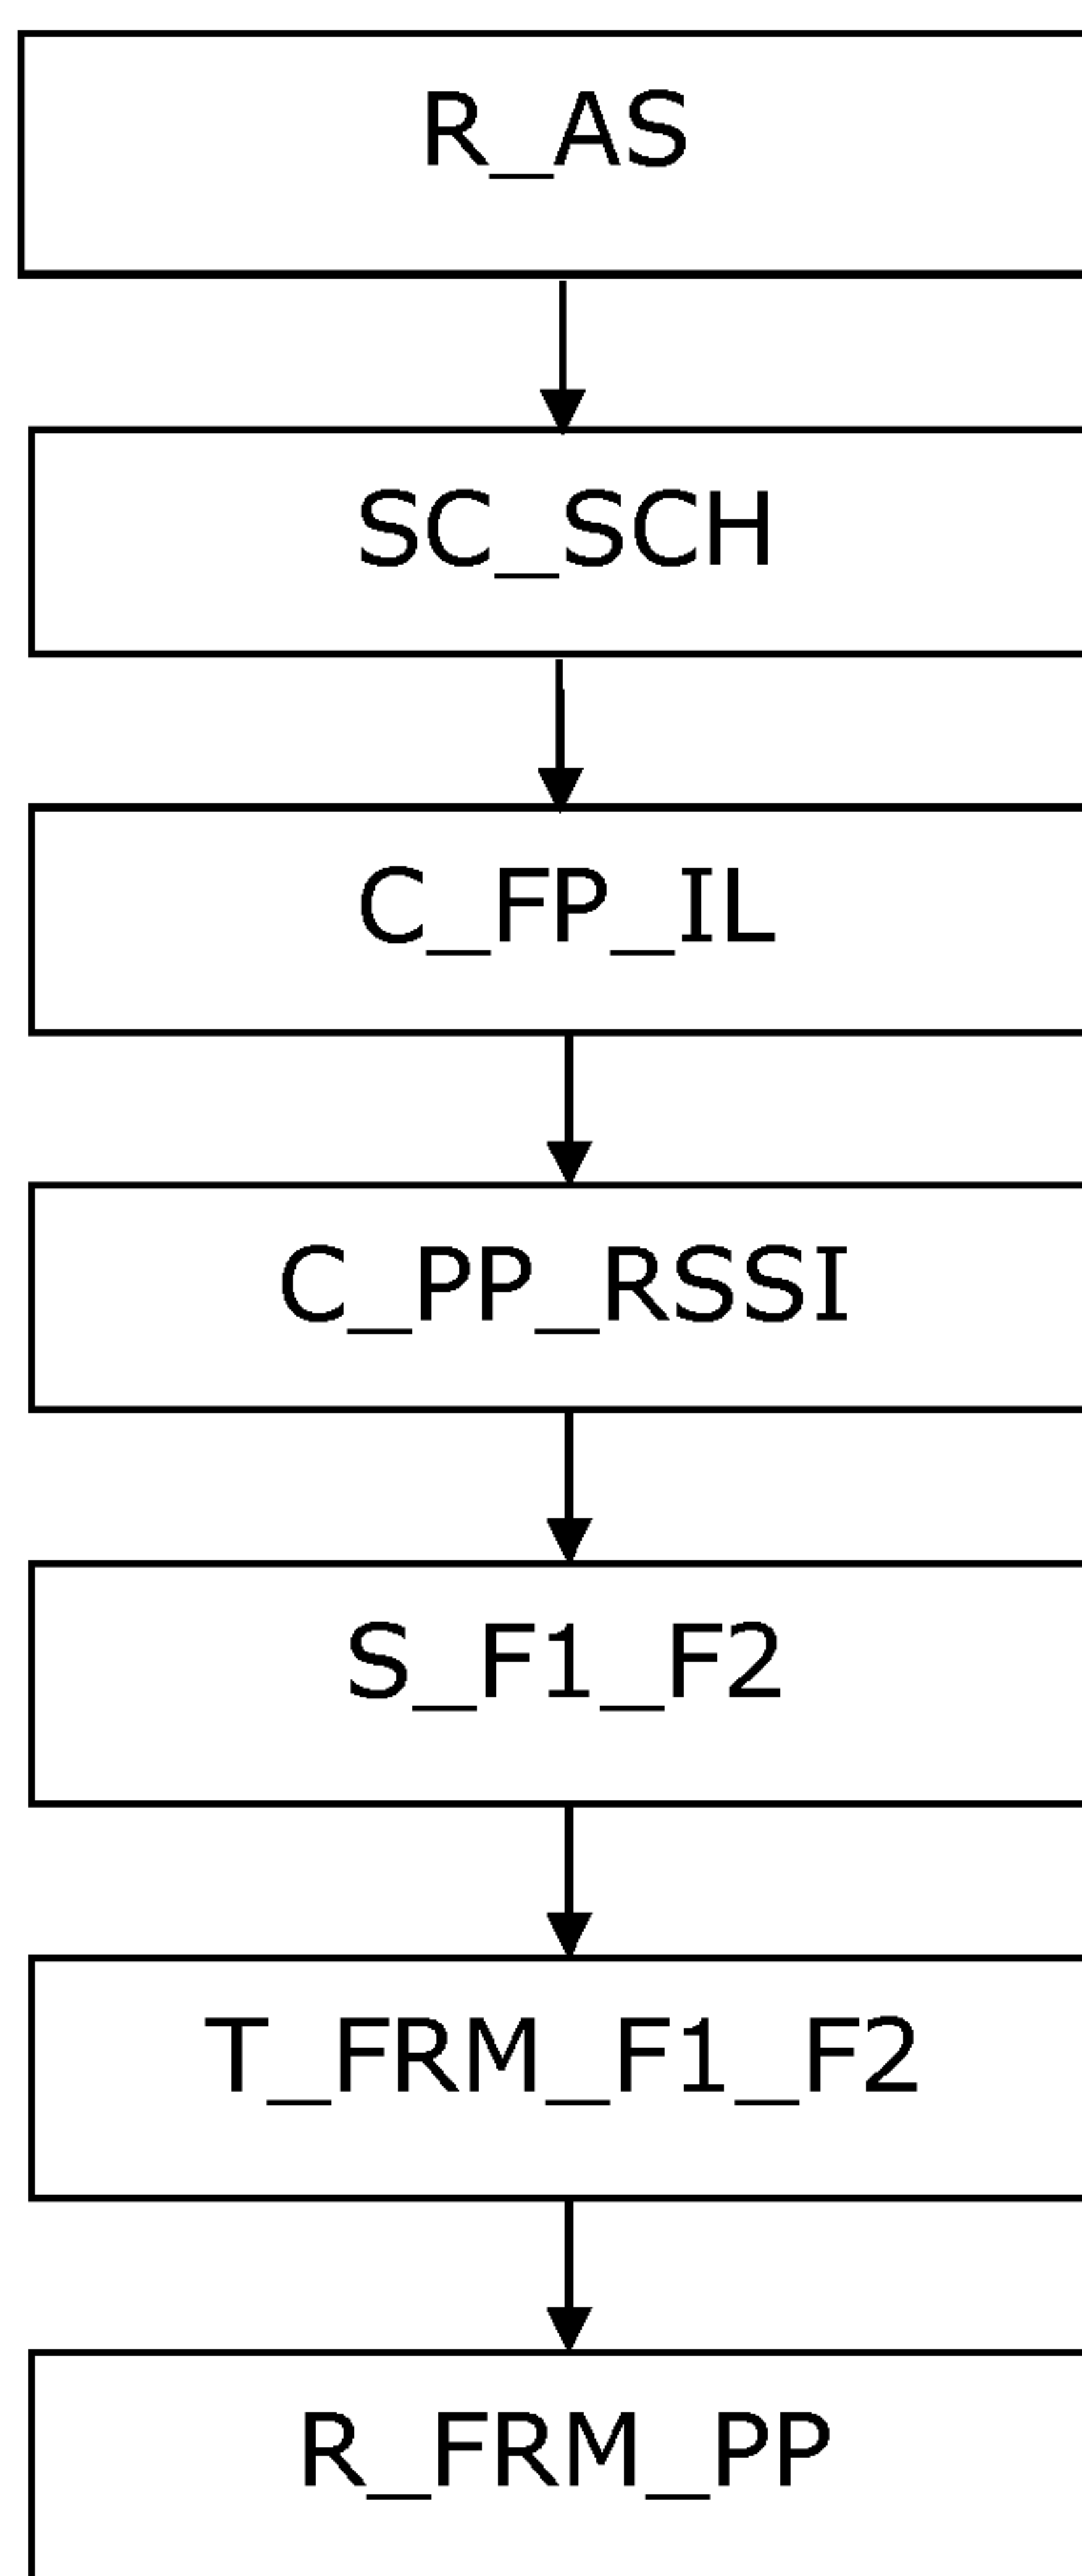 R_AS
SC_SCH
C_FP_IL
C_PP_RSSI
S_F1_F2
T_FRM_F1_F2
R_FRM_PP